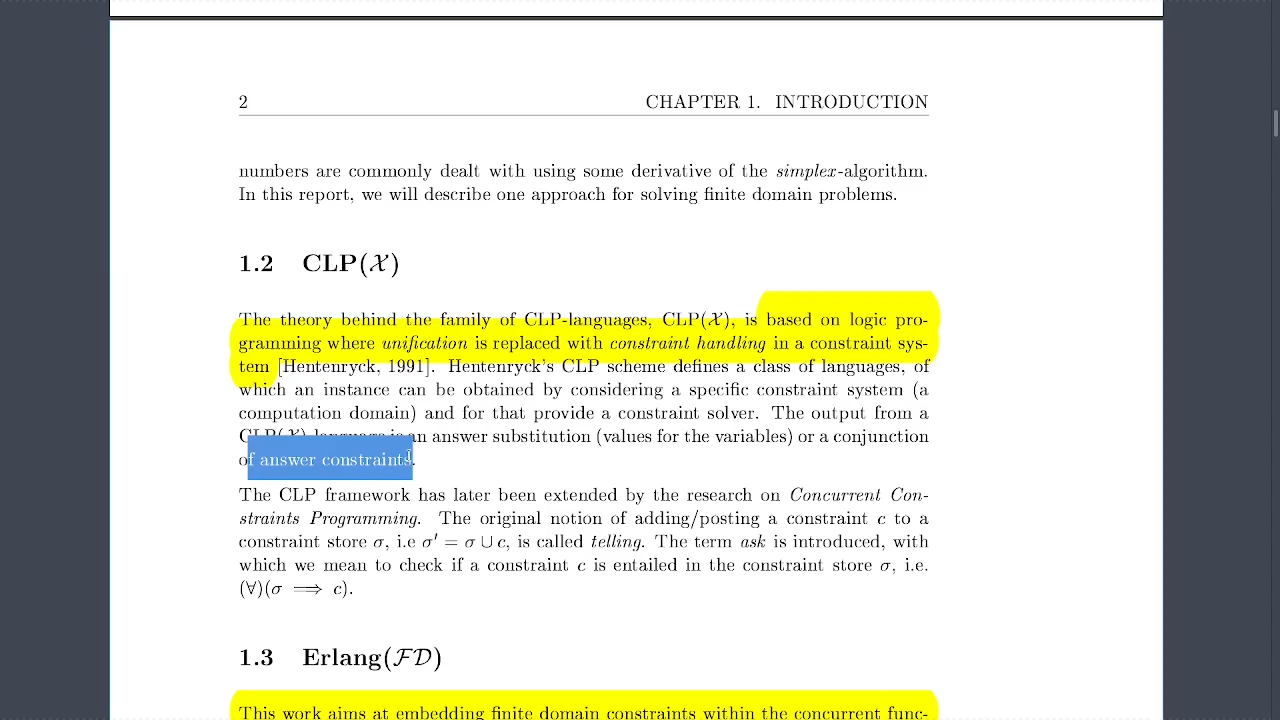 2 CHAPTER 1. INTRODUCTION
numbers are commonly dealt with using some derivative of the simplex-algorithm.
In this report, we will describe one approach for solving finite domain problems.
1.2 CLP(𝒳)
The theory behind the family of CLP-languages, CLP(𝒳), is based on logic pro-
gramming where unification is replaced with constraint handling in a constraint sys-
tem [Hentenryck, 1991]. Hentenryck's CLP scheme defines a class of languages, of
which an instance can be obtained by considering a specific constraint system (a
computation domain) and for that provide a constraint solver. The output from a
CLP(𝒳)-language is an answer substitution (values for the variables) or a conjunction
of answer constraints.
The CLP framework has later been extended by the research on Concurrent Con-
straints Programming. The original notion of adding/posting a constraint c to a
constraint store σ, i.e σ′ = σ ∪ c, is called telling. The term ask is introduced, with
which we mean to check if a constraint c is entailed in the constraint store σ, i.e.
(∀)(σ ⟹ c).
1.3 Erlang(ℱ𝒟)
This work aims at embedding finite domain constraints within the concurrent func-